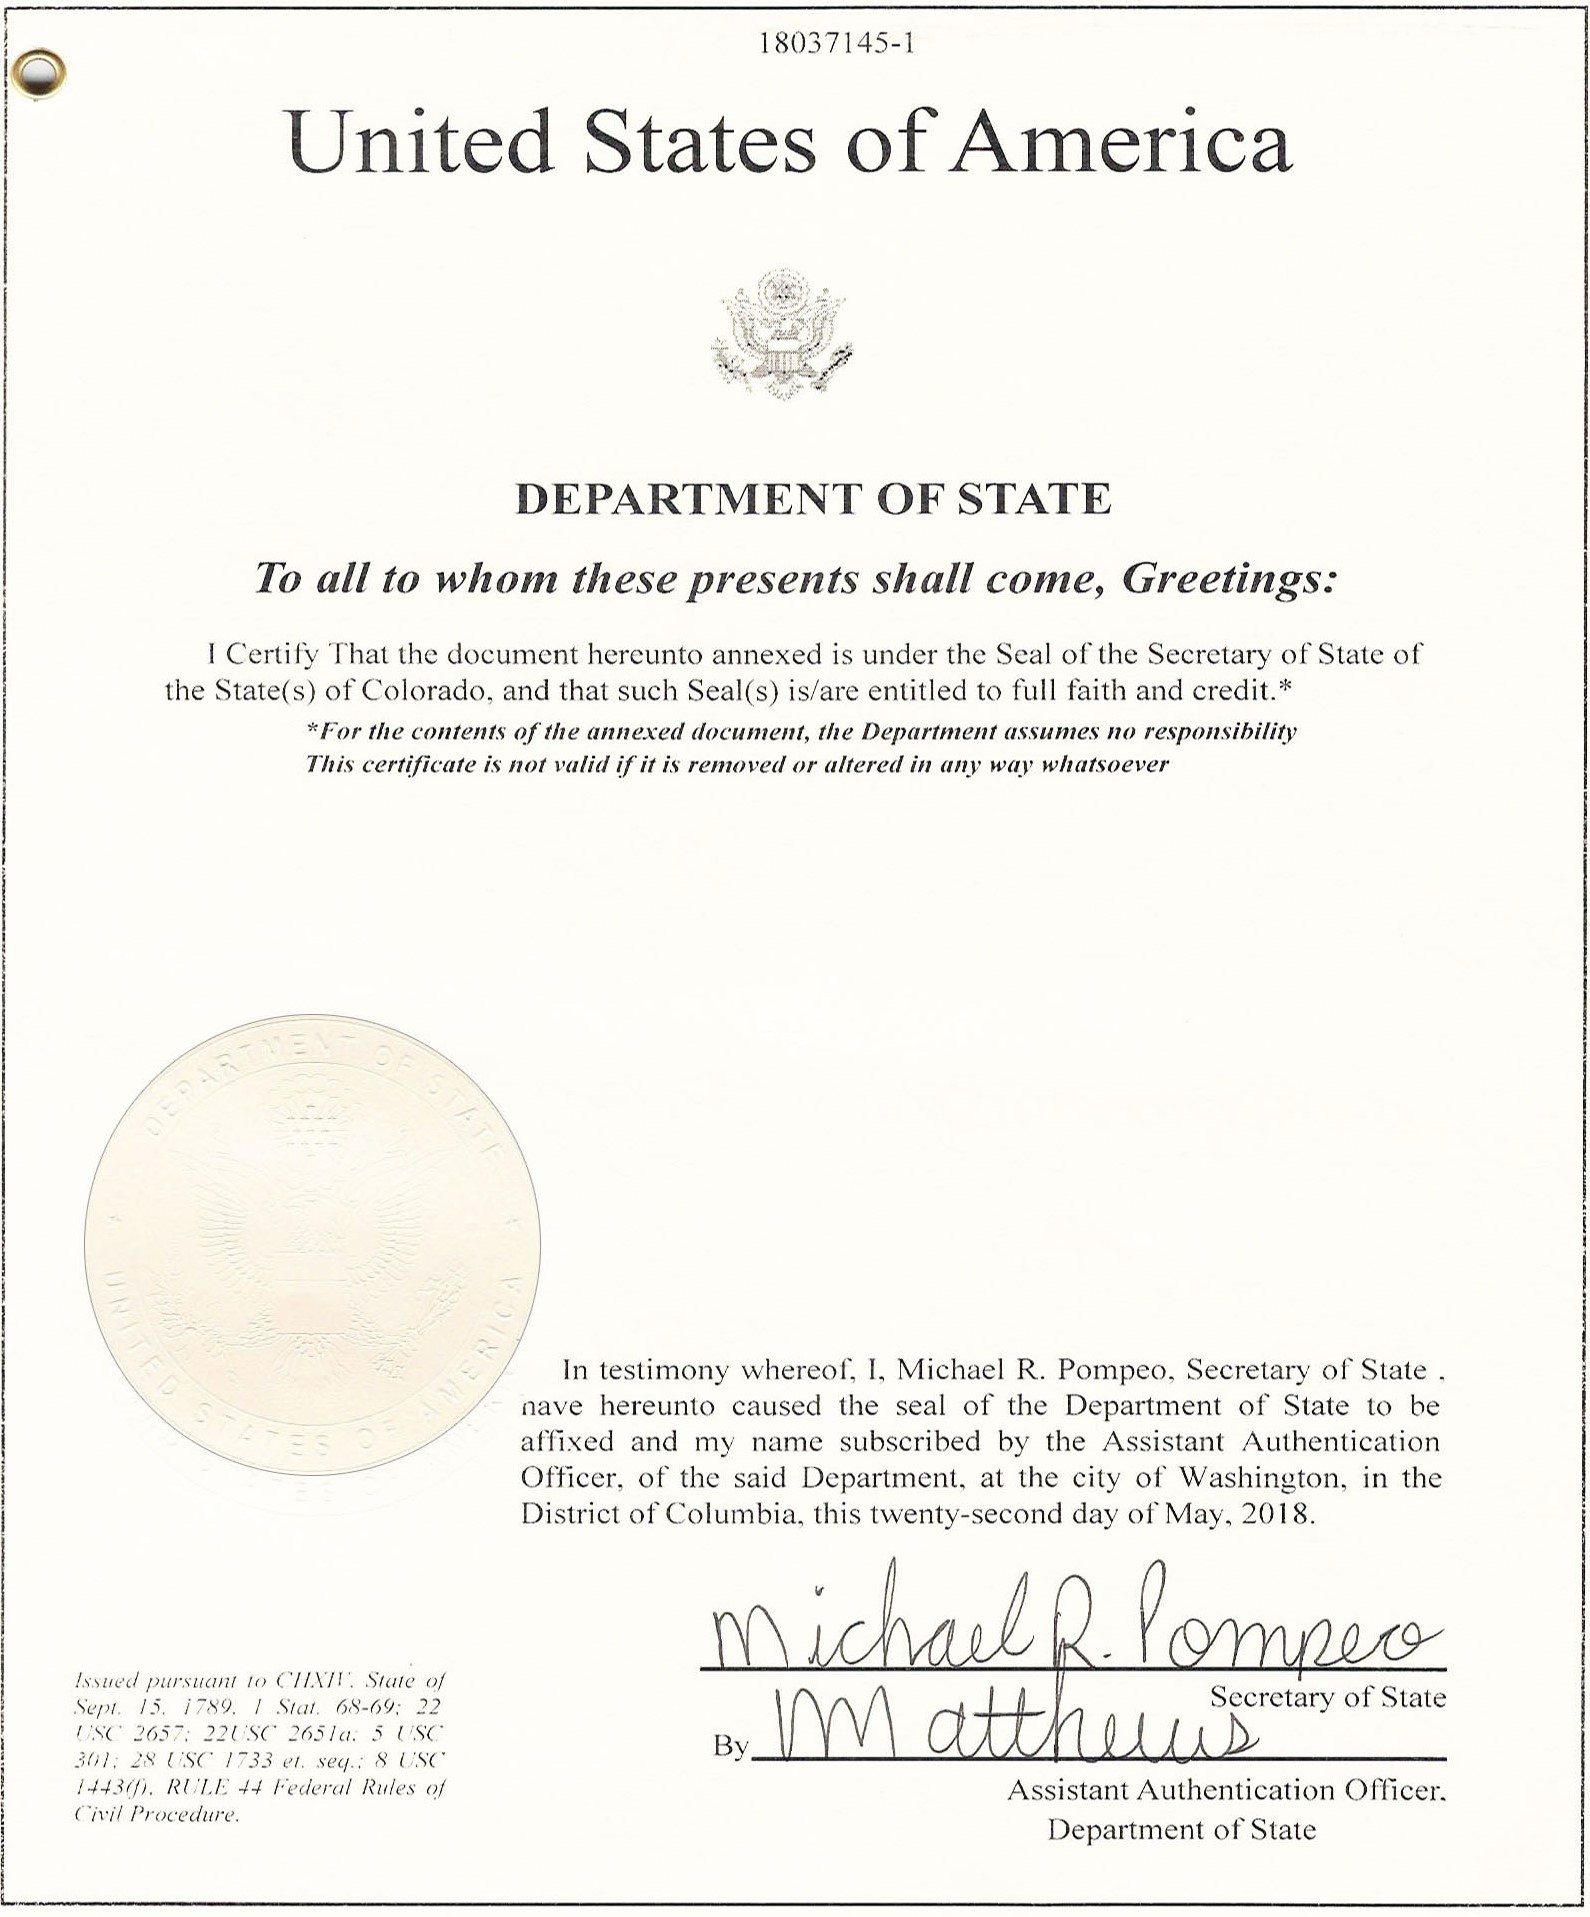 18037145-1
United States of America
DEPARTMENT OF STATE
To all to whom these presents shall come, Greetings:
I Certify That the document hereunto annexed is under the Seal of the Secretary of State of
the State(s) of Colorado, and that such Seal(s) is/are entitled to full faith and credit.*
*For the contents of the annexed document, the Department assumes no responsibility
This certificate is not valid if it is removed or altered in any way whatsoever
DEPARTMENT OF STATE
UNITED STATES OF AMERICA
In testimony whereof, I, Michael R. Pompeo, Secretary of State ,
have hereunto caused the seal of the Department of State to be
affixed and my name subscribed by the Assistant Authentication
Officer, of the said Department, at the city of Washington, in the
District of Columbia, this twenty-second day of May, 2018.
Michael R. Pompeo
Secretary of State
By Matthews
Assistant Authentication Officer,
Department of State
Issued pursuant to CHXIV, State of
Sept. 15, 1789, 1 Stat. 68-69; 22
USC 2657; 22USC 2651a; 5 USC
301; 28 USC 1733 et. seq.; 8 USC
1443(f), RULE 44 Federal Rules of
Civil Procedure.